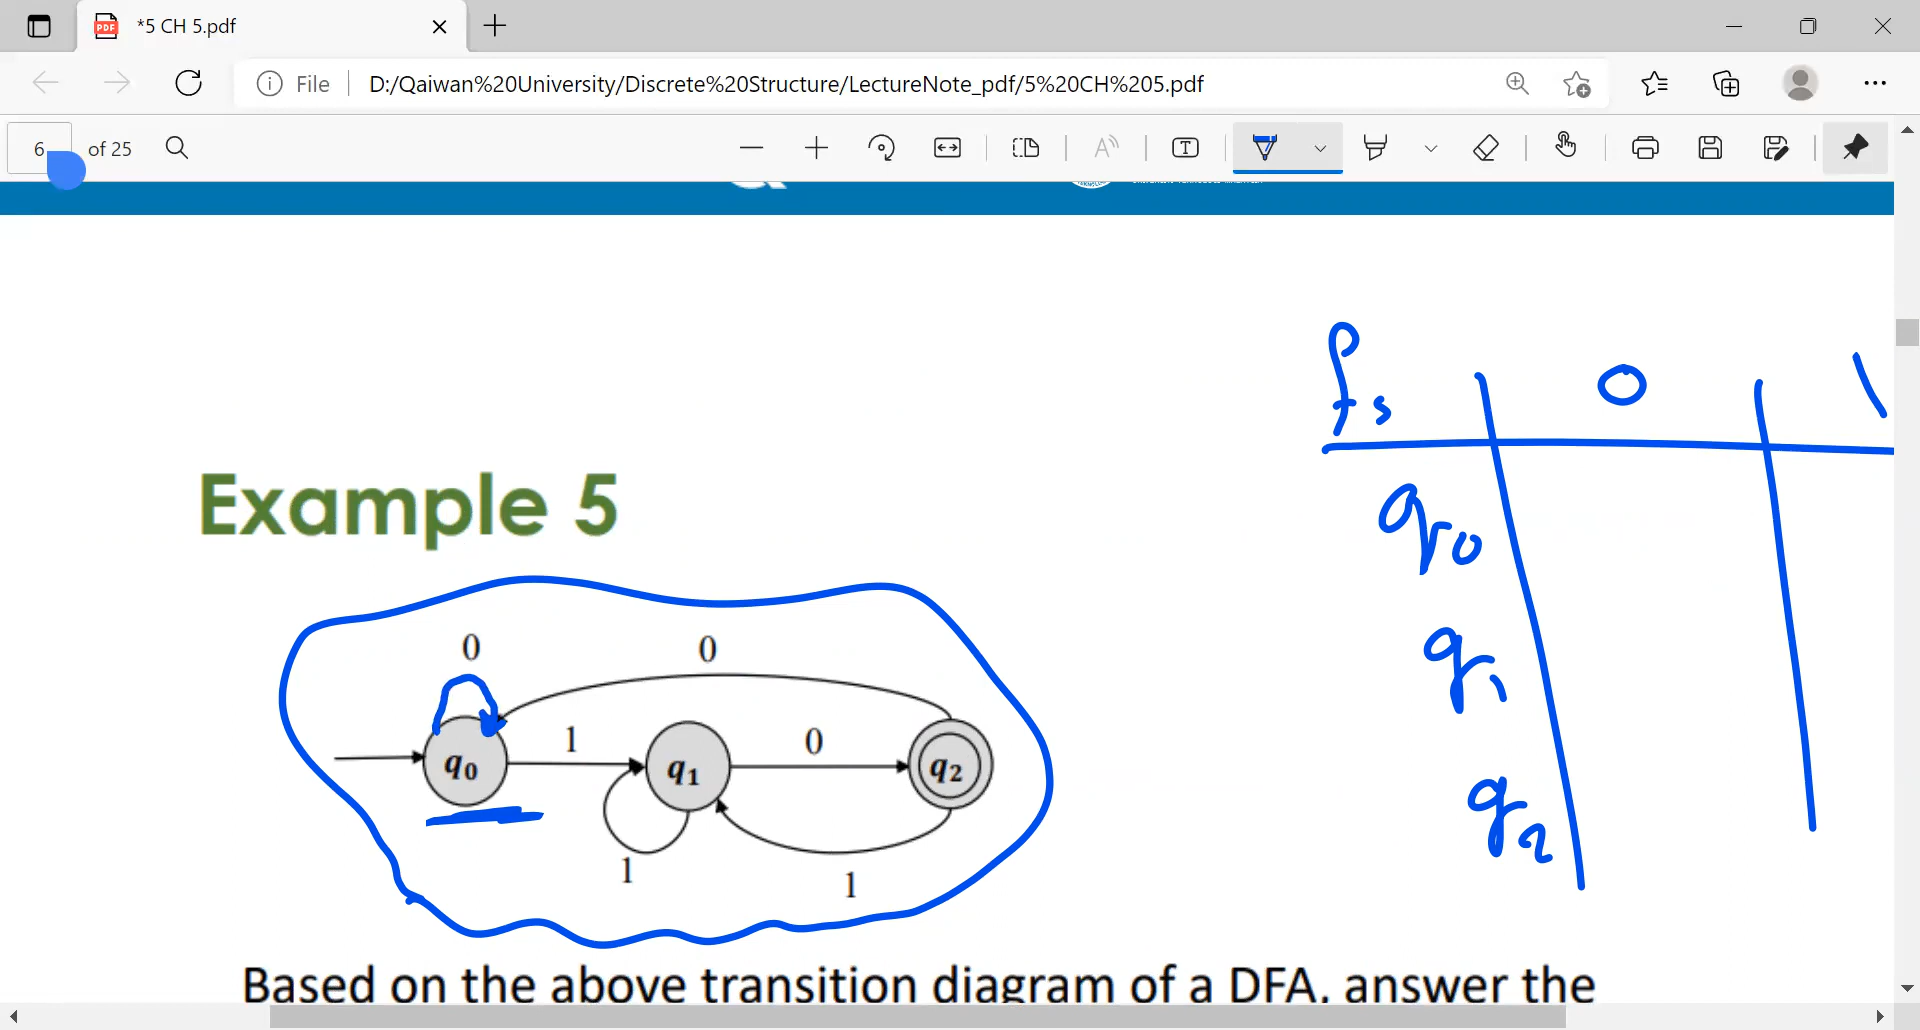 *5 CH 5.pdf
File D:/Qaiwan%20University/Discrete%20Structure/LectureNote_pdf/5%20CH%205.pdf
6 of 25
fs 0 1
Example 5
q0
q1
q2
0 0
1 0
q0 q1 q2
1 1
Based on the above transition diagram of a DFA, answer the